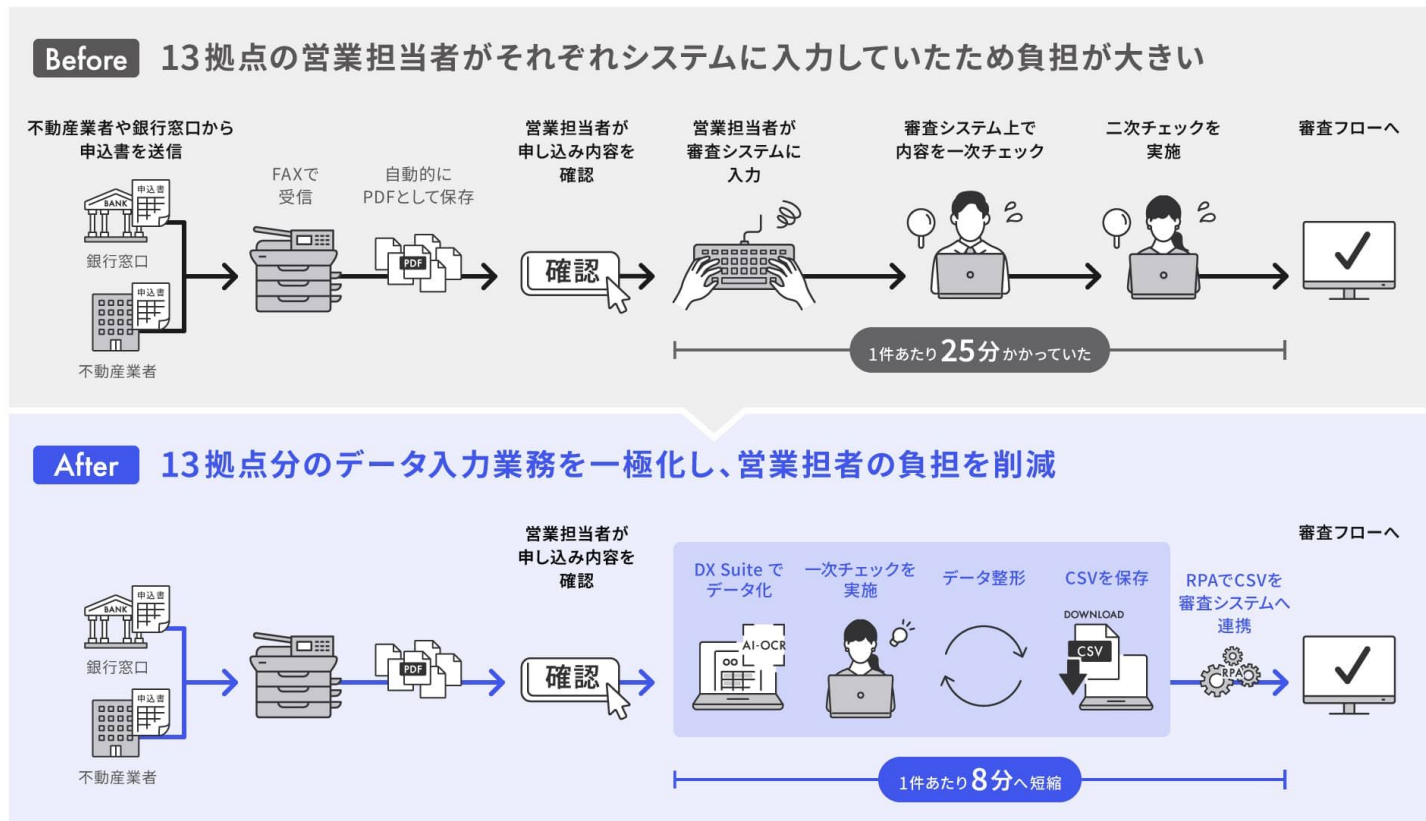 Before
13拠点の営業担当者がそれぞれシステムに入力していたため負担が大きい
不動産業者や銀行窓口から
申込書を送信
申込書
BANK
銀行窓口
申込書
不動産業者
FAXで
受信
自動的に
PDFとして保存
PDF
営業担当者が
申し込み内容を
確認
確認
営業担当者が
審査システムに
入力
審査システム上で
内容を一次チェック
二次チェックを
実施
審査フローへ
1件あたり25分かかっていた
After
13拠点分のデータ入力業務を一極化し、営業担者の負担を削減
申込書
BANK
銀行窓口
申込書
不動産業者
PDF
営業担当者が
申し込み内容を
確認
確認
DX Suite で
データ化
AI-OCR
一次チェックを
実施
データ整形
CSVを保存
DOWNLOAD
CSV
RPAでCSVを
審査システムへ
連携
RPA
審査フローへ
1件あたり8分へ短縮